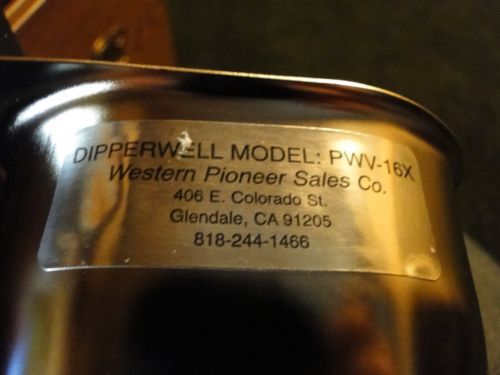 DIPPERWELL MODEL: PWV-16X
Western Pioneer Sales Co.
406 E. Colorado St.
Glendale, CA 91205
818-244-1466